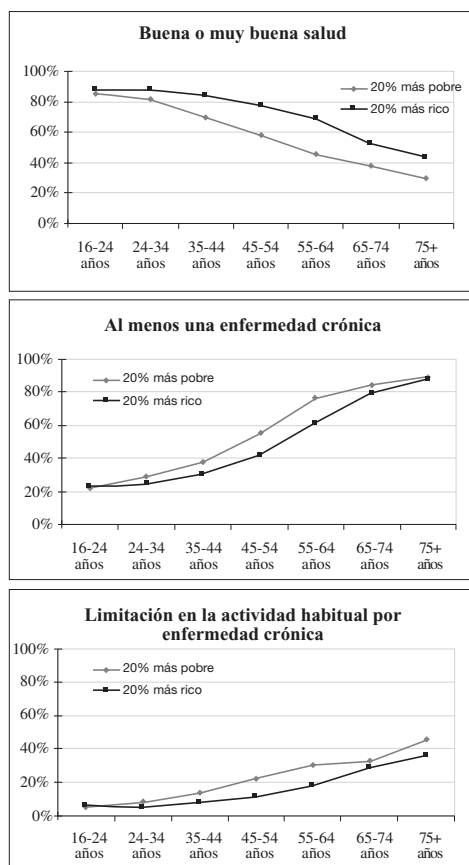 Buena o muy buena salud
100%
80%
60%
40%
20%
0%
20% más pobre
20% más rico
16-24 24-34 35-44 45-54 55-64 65-74 75+
años años años años años años años
Al menos una enfermedad crónica
100%
80%
60%
40%
20%
0%
20% más pobre
20% más rico
16-24 24-34 35-44 45-54 55-64 65-74 75+
años años años años años años años
Limitación en la actividad habitual por
enfermedad crónica
100%
80%
60%
40%
20%
0%
20% más pobre
20% más rico
16-24 24-34 35-44 45-54 55-64 65-74 75+
años años años años años años años